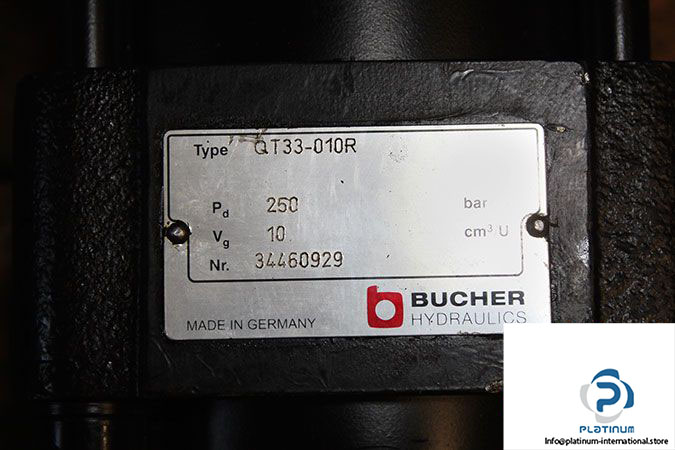 Type QT33-010R
Pd 250 bar
Vg 10 cm³ U
Nr. 34460929
MADE IN GERMANY
BUCHER
HYDRAULICS
PLATINUM
Info@platinum-international.store